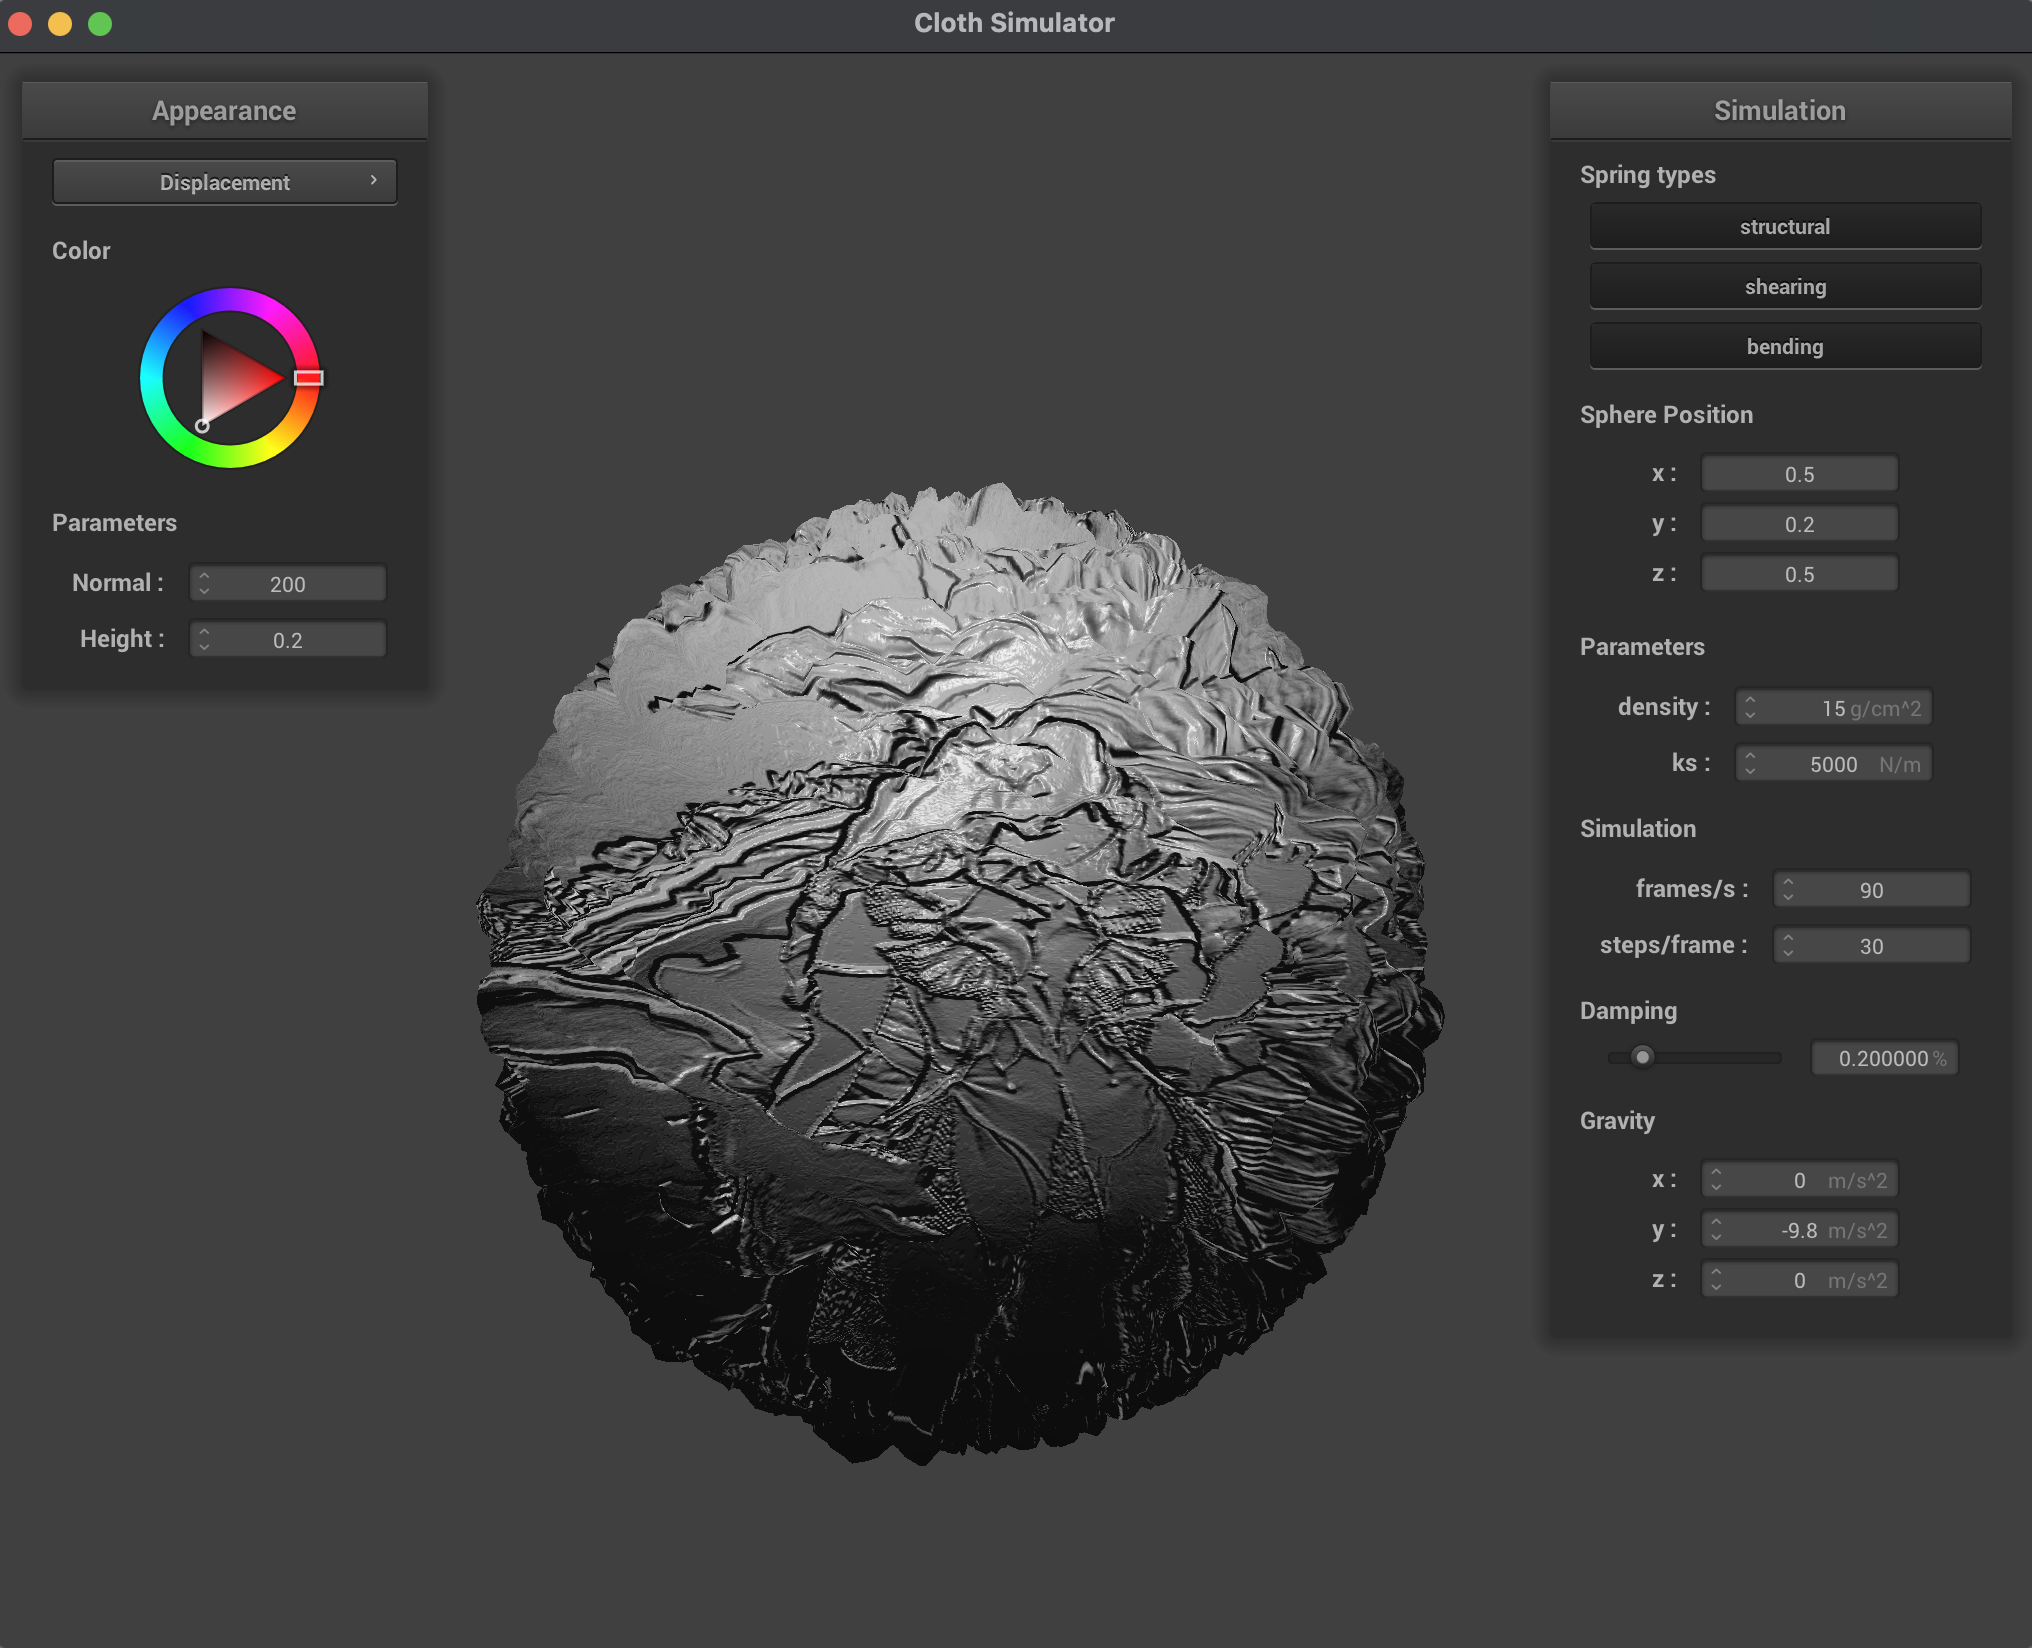 Cloth Simulator
Appearance
Displacement
Color
Parameters
Normal : 200
Height : 0.2
Simulation
Spring types
structural
shearing
bending
Sphere Position
x : 0.5
y : 0.2
z : 0.5
Parameters
density : 15 g/cm^2
ks : 5000 N/m
Simulation
frames/s : 90
steps/frame : 30
Damping
0.200000 %
Gravity
x : 0 m/s^2
y : -9.8 m/s^2
z : 0 m/s^2